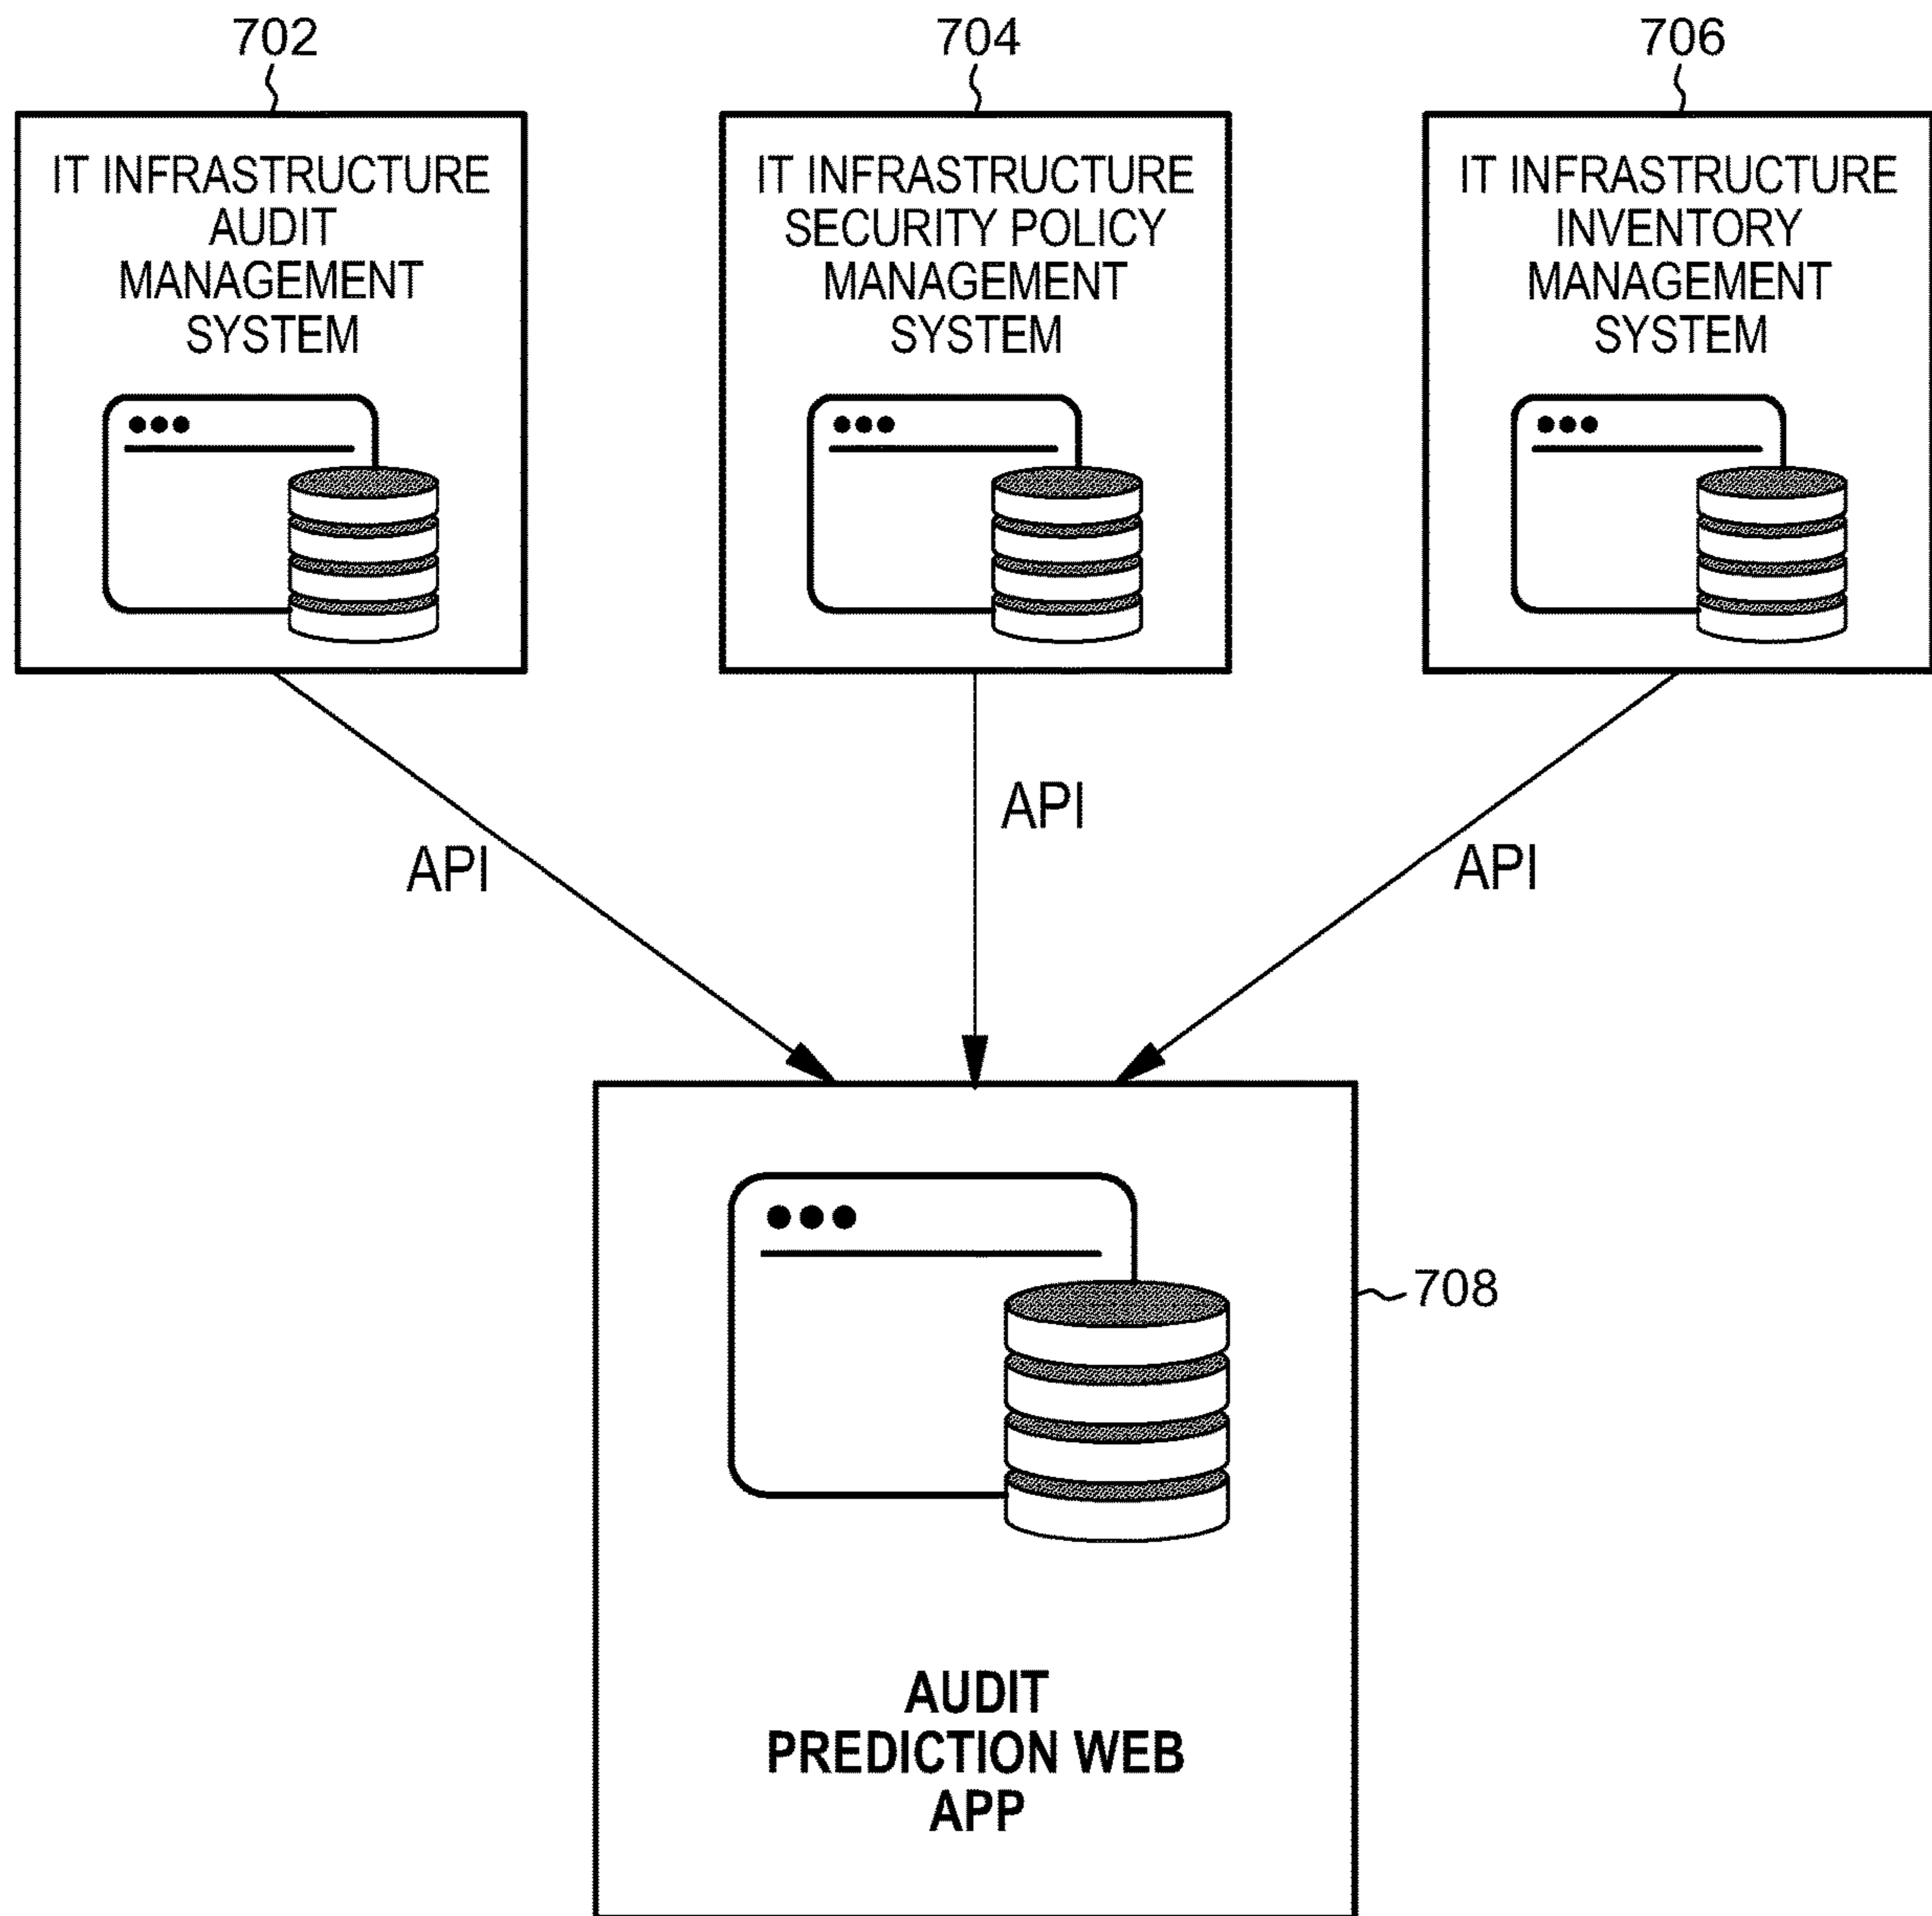 702
704
706
IT INFRASTRUCTURE
AUDIT
MANAGEMENT
SYSTEM
IT INFRASTRUCTURE
SECURITY POLICY
MANAGEMENT
SYSTEM
IT INFRASTRUCTURE
INVENTORY
MANAGEMENT
SYSTEM
API
API
API
708
AUDIT
PREDICTION WEB
APP